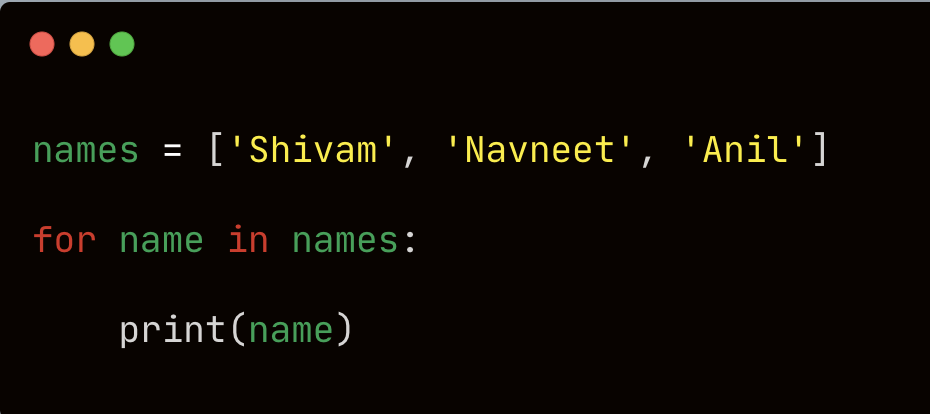 names = ['Shivam', 'Navneet', 'Anil']
for name in names:
    print(name)